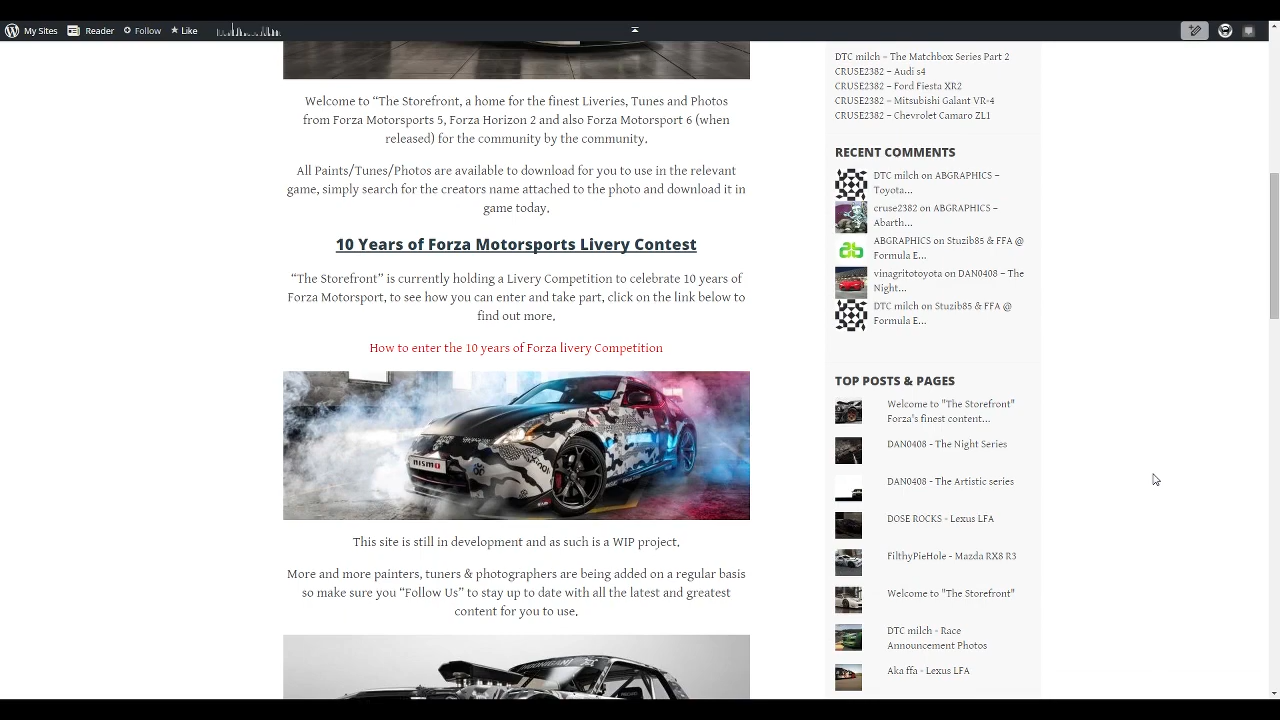 My Sites
Reader
Follow
Like
Welcome to “The Storefront, a home for the finest Liveries, Tunes and Photos
from Forza Motorsports 5, Forza Horizon 2 and also Forza Motorsport 6 (when
released) for the community by the community.
All Paints/Tunes/Photos are available to download for you to use in the relevant
game, simply search for the creators name attached to the photo and download it in
game today.
10 Years of Forza Motorsports Livery Contest
“The Storefront” is currently holding a Livery Competition to celebrate 10 years of
Forza Motorsport, to see how you can enter and take part, click on the link below to
find out more.
How to enter the 10 years of Forza livery Competition
nismo
This site is still in development and as such is a WIP project.
More and more painters, tuners & photographers are being added on a regular basis
so make sure you “Follow Us” to stay up to date with all the latest and greatest
content for you to use.
HOONIGAN
DTC milch – The Matchbox Series Part 2
CRUSE2382 – Audi s4
CRUSE2382 – Ford Fiesta XR2
CRUSE2382 – Mitsubishi Galant VR-4
CRUSE2382 – Chevrolet Camaro ZL1
RECENT COMMENTS
DTC milch on ABGRAPHICS –
Toyota...
cruse2382 on ABGRAPHICS –
Abarth...
ABGRAPHICS on Stuzib85 & FFA @
Formula E...
vinagritotoyota on DAN0408 – The
Night...
DTC milch on Stuzib85 & FFA @
Formula E...
TOP POSTS & PAGES
Welcome to "The Storefront"
Forza's finest content...
DAN0408 - The Night Series
DAN0408 - The Artistic series
DOSE ROCKS - Lexus LFA
FilthyPieHole - Mazda RX8 R3
Welcome to "The Storefront"
DTC milch - Race
Announcement Photos
Aka ffa - Lexus LFA